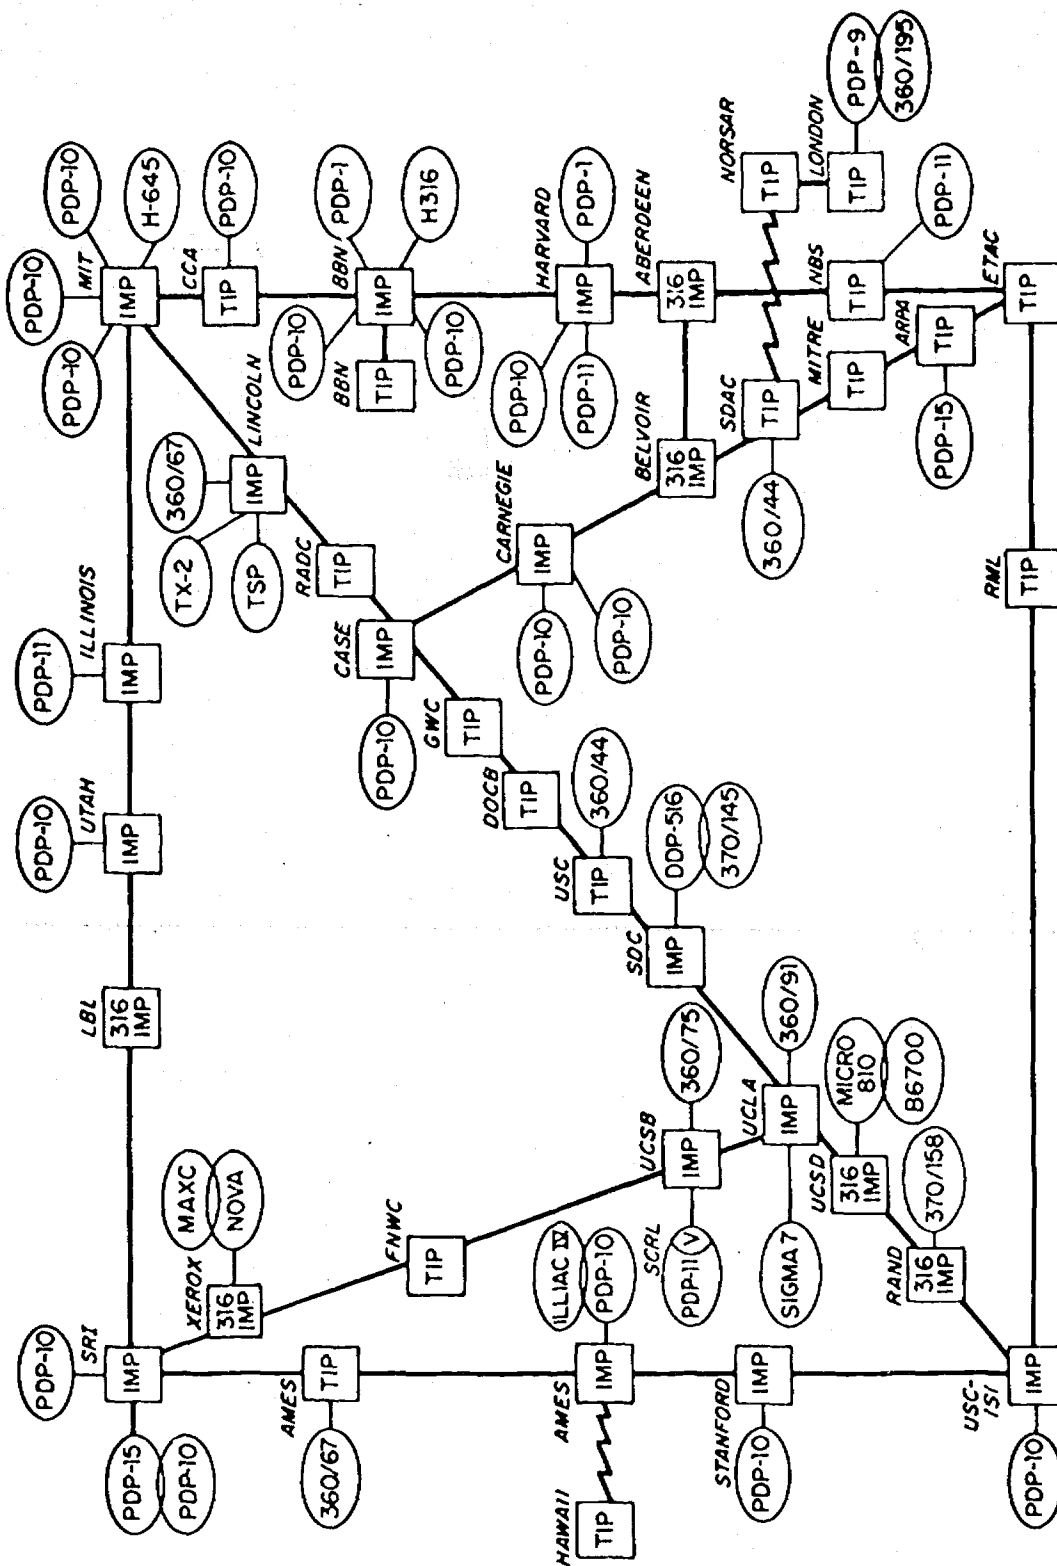 PDP-10
SRI
IMP
PDP-15
PDP-10
XEROX
316
IMP
MAXC
NOVA
LBL
316
IMP
PDP-10
UTAH
IMP
PDP-11
ILLINOIS
IMP
PDP-10
PDP-10
PDP-10
MIT
IMP
H-645
AMES
TIP
360/67
FNWC
TIP
TX-2
360/67
TSP
LINCOLN
IMP
CCA
TIP
PDP-10
RADC
TIP
CASE
IMP
PDP-10
GWC
TIP
DOCB
TIP
BBN
IMP
PDP-1
H316
PDP-10
PDP-10
BBN
TIP
HAWAII
TIP
AMES
IMP
ILLIAC IV
PDP-10
USC
TIP
360/44
CARNEGIE
IMP
PDP-10
PDP-10
HARVARD
IMP
PDP-1
PDP-10
PDP-11
STANFORD
IMP
PDP-10
SCRL
PDP-11
V
UCSB
IMP
360/75
SDC
IMP
DDP-516
370/145
BELVOIR
316
IMP
ABERDEEN
316
IMP
UCLA
IMP
360/91
SIGMA 7
UCSD
316
IMP
MICRO
810
B6700
SDAC
TIP
360/44
NORSAR
TIP
LONDON
TIP
PDP-9
360/195
RAND
316
IMP
370/158
MITRE
TIP
NBS
TIP
PDP-11
ARPA
TIP
PDP-15
USC-
ISI
IMP
PDP-10
RML
TIP
ETAC
TIP